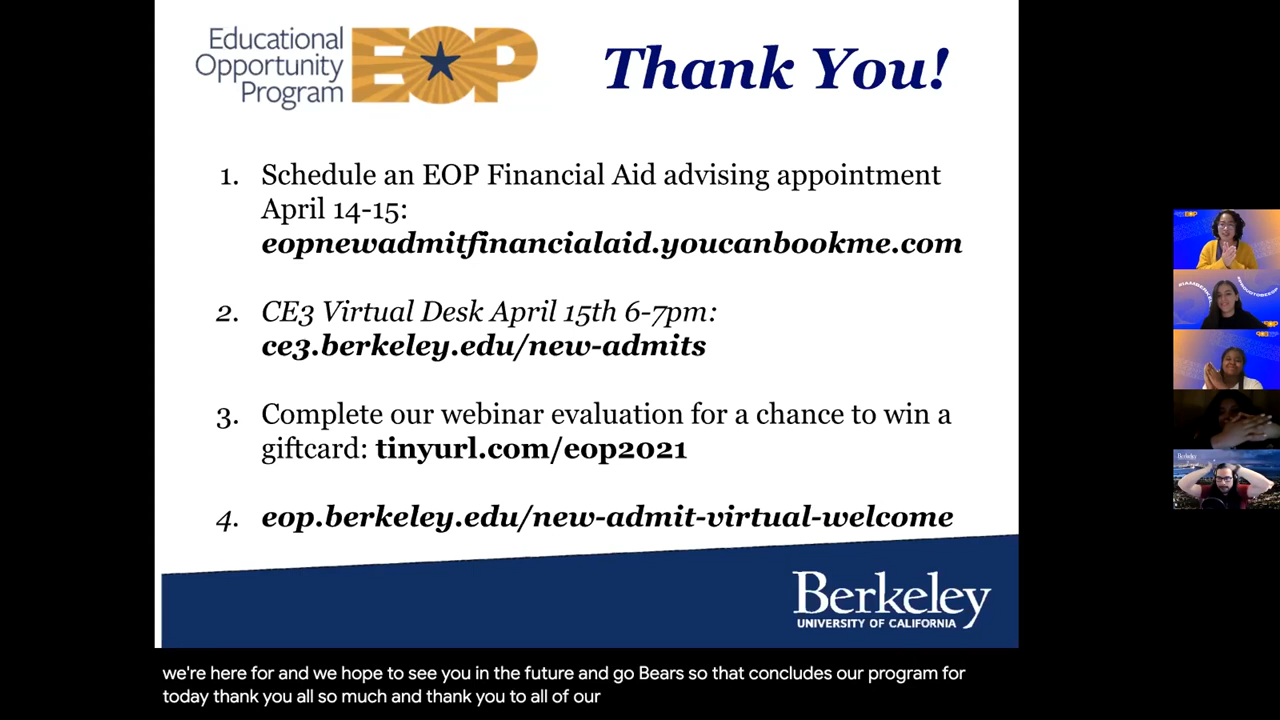 Educational
Opportunity
Program
EOP
Thank You!
1. Schedule an EOP Financial Aid advising appointment
April 14-15:
eopnewadmitfinancialaid.youcanbookme.com
2. CE3 Virtual Desk April 15th 6-7pm:
ce3.berkeley.edu/new-admits
3. Complete our webinar evaluation for a chance to win a
giftcard: tinyurl.com/eop2021
4. eop.berkeley.edu/new-admit-virtual-welcome
Berkeley
UNIVERSITY OF CALIFORNIA
EOP
Berkeley
we're here for and we hope to see you in the future and go Bears so that concludes our program for
today thank you all so much and thank you to all of our